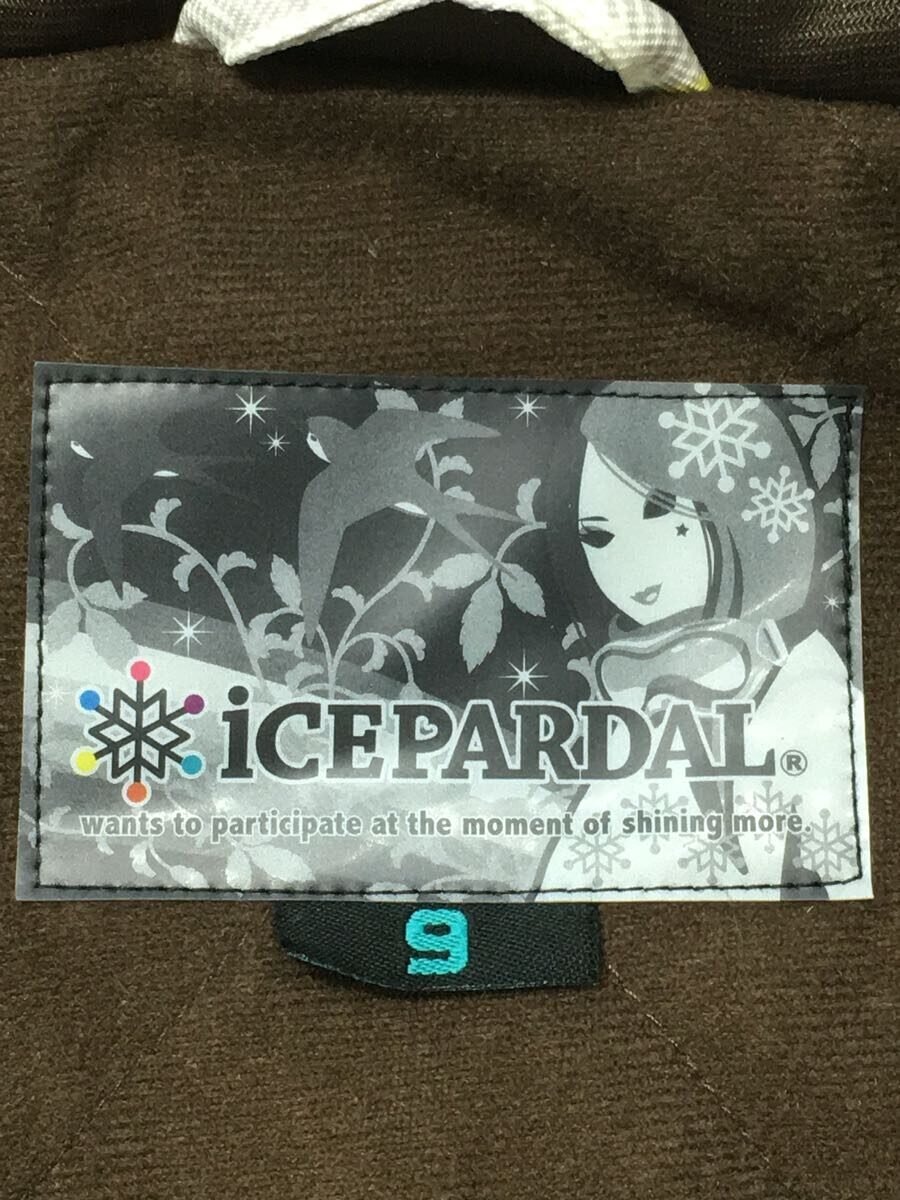 iCEPARDAL®
wants to participate at the moment of shining more.
9